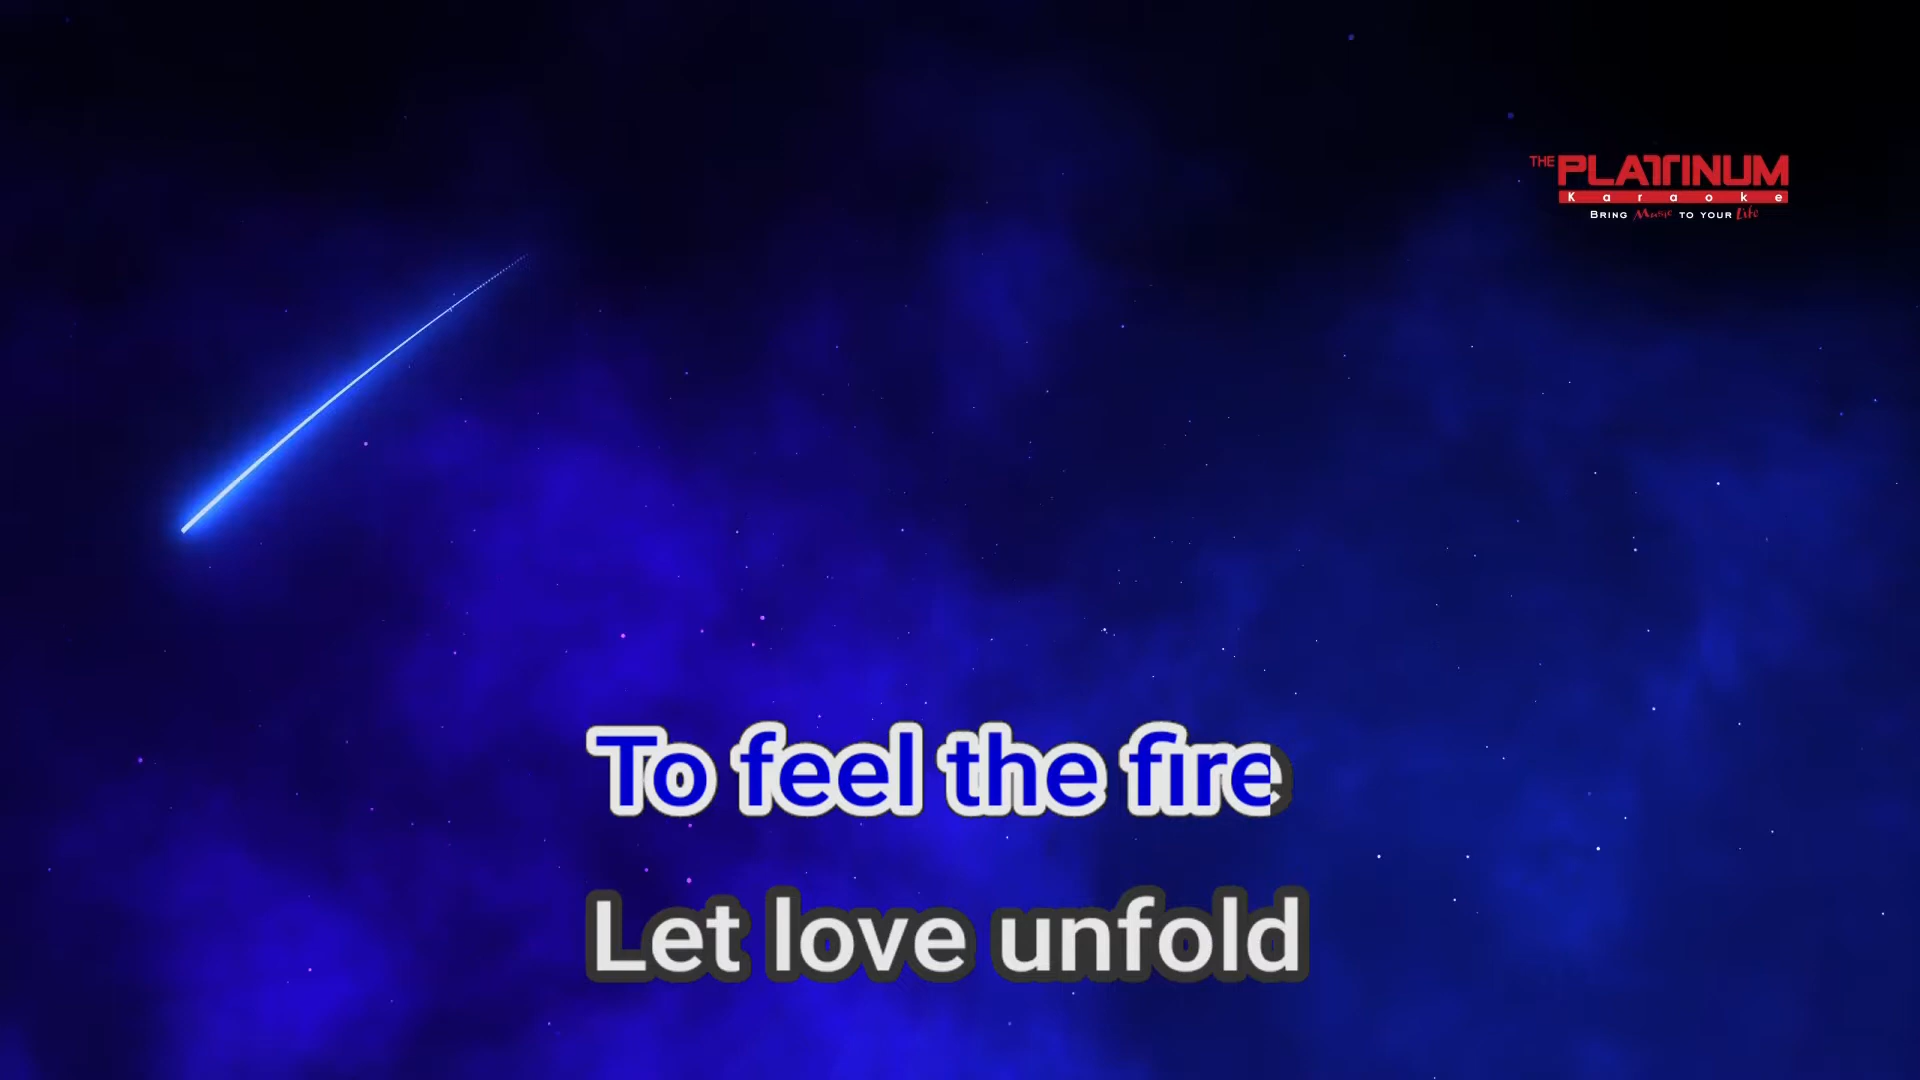 THE PLATINUM
Karaoke
BRING Music TO YOUR Life
To feel the fire
Let love unfold